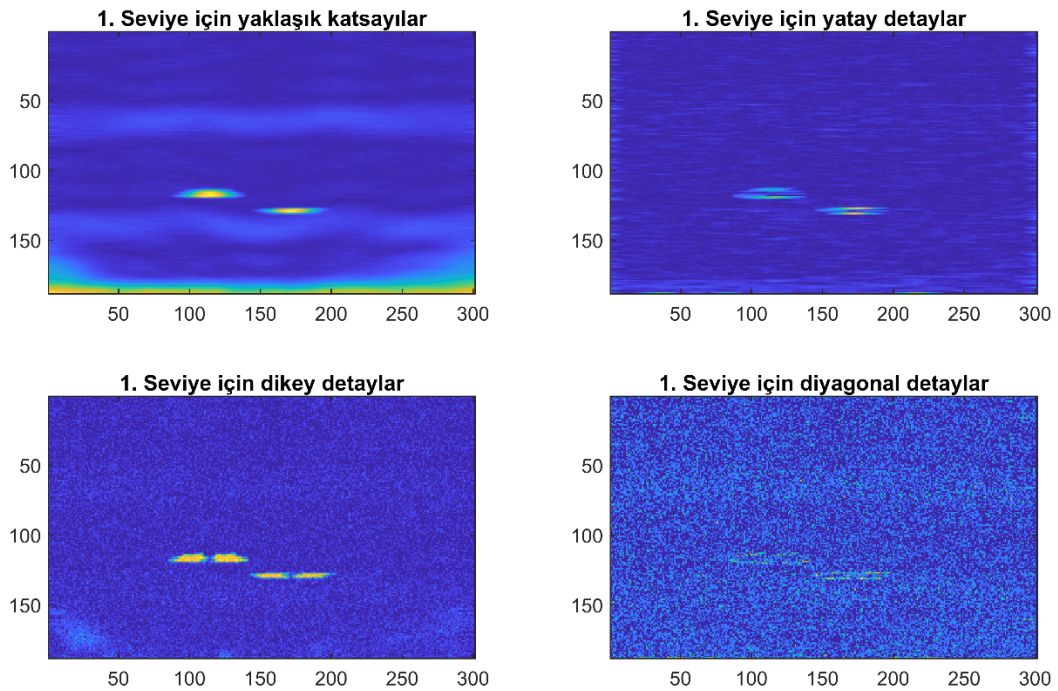 1. Seviye için yaklaşık katsayılar
50
100
150
50 100 150 200 250 300
1. Seviye için yatay detaylar
50
100
150
50 100 150 200 250 300
1. Seviye için dikey detaylar
50
100
150
50 100 150 200 250 300
1. Seviye için diyagonal detaylar
50
100
150
50 100 150 200 250 300